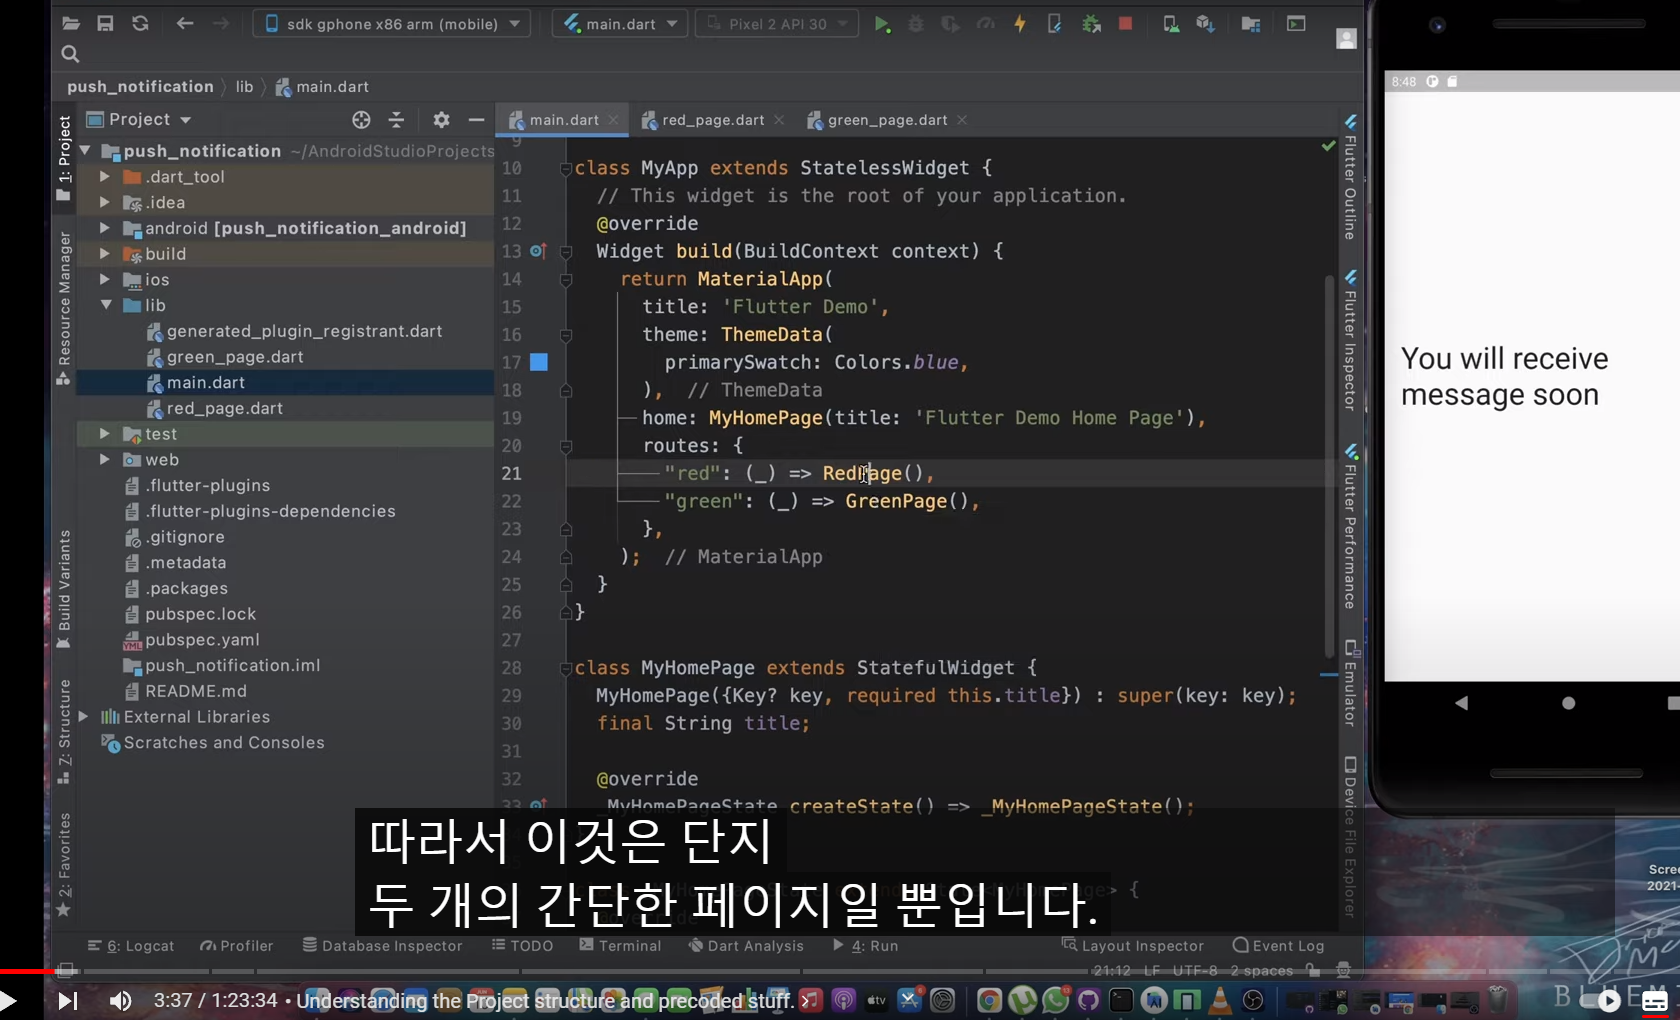 sdk gphone x86 arm (mobile)
main.dart
Pixel 2 API 30
push_notification
lib
main.dart
1: Project
Resource Manager
Build Variants
Z: Structure
2: Favorites
Project
push_notification ~/AndroidStudioProjects
.dart_tool
.idea
android [push_notification_android]
build
ios
lib
generated_plugin_registrant.dart
green_page.dart
main.dart
red_page.dart
test
web
.flutter-plugins
.flutter-plugins-dependencies
.gitignore
.metadata
.packages
pubspec.lock
pubspec.yaml
push_notification.iml
README.md
External Libraries
Scratches and Consoles
main.dart
red_page.dart
green_page.dart
9
10 class MyApp extends StatelessWidget {
11 // This widget is the root of your application.
12 @override
13 Widget build(BuildContext context) {
14 return MaterialApp(
15 title: 'Flutter Demo',
16 theme: ThemeData(
17 primarySwatch: Colors.blue,
18 ), // ThemeData
19 home: MyHomePage(title: 'Flutter Demo Home Page'),
20 routes: {
21 "red": (_) => RedPage(),
22 "green": (_) => GreenPage(),
23 },
24 ); // MaterialApp
25 }
26 }
27
28 class MyHomePage extends StatefulWidget {
29 MyHomePage({Key? key, required this.title}) : super(key: key);
30 final String title;
31
32 @override
33 _MyHomePageState createState() => _MyHomePageState();
따라서 이것은 단지
두 개의 간단한 페이지일 뿐입니다.
Flutter Outline
Flutter Inspector
Flutter Performance
Emulator
Device File Explorer
8:48
You will receive
message soon
6: Logcat
Profiler
Database Inspector
TODO
Terminal
Dart Analysis
4: Run
Layout Inspector
Event Log
21:12 LF UTF-8 2 spaces
3:37 / 1:23:34 • Understanding the Project structure and precoded stuff.
tv